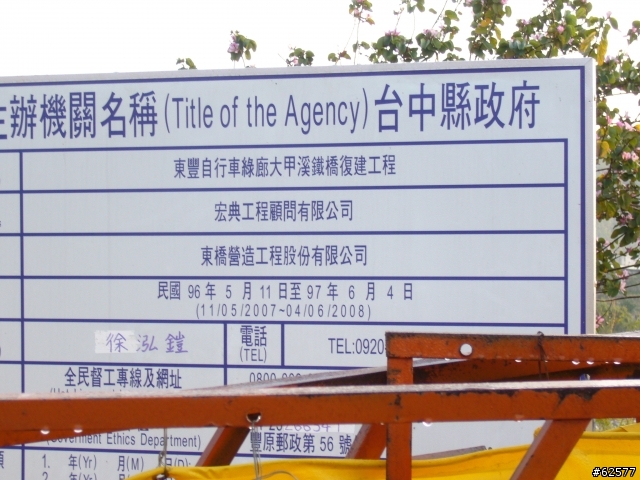 主辦機關名稱(Title of the Agency)台中縣政府
東豐自行車綠廊大甲溪鐵橋復建工程
宏典工程顧問有限公司
東橋營造工程股份有限公司
民國 96 年 5 月 11 日至 97 年 6 月 4 日
(11/05/2007~04/06/2008)
徐泓鎧 電話 (TEL) TEL:0920
全民督工專線及網址
(Government Ethics Department)
豐原郵政第 56 號
1. 年(Yr) 月(M) 日(D)
2. 年(Yr)
#62577